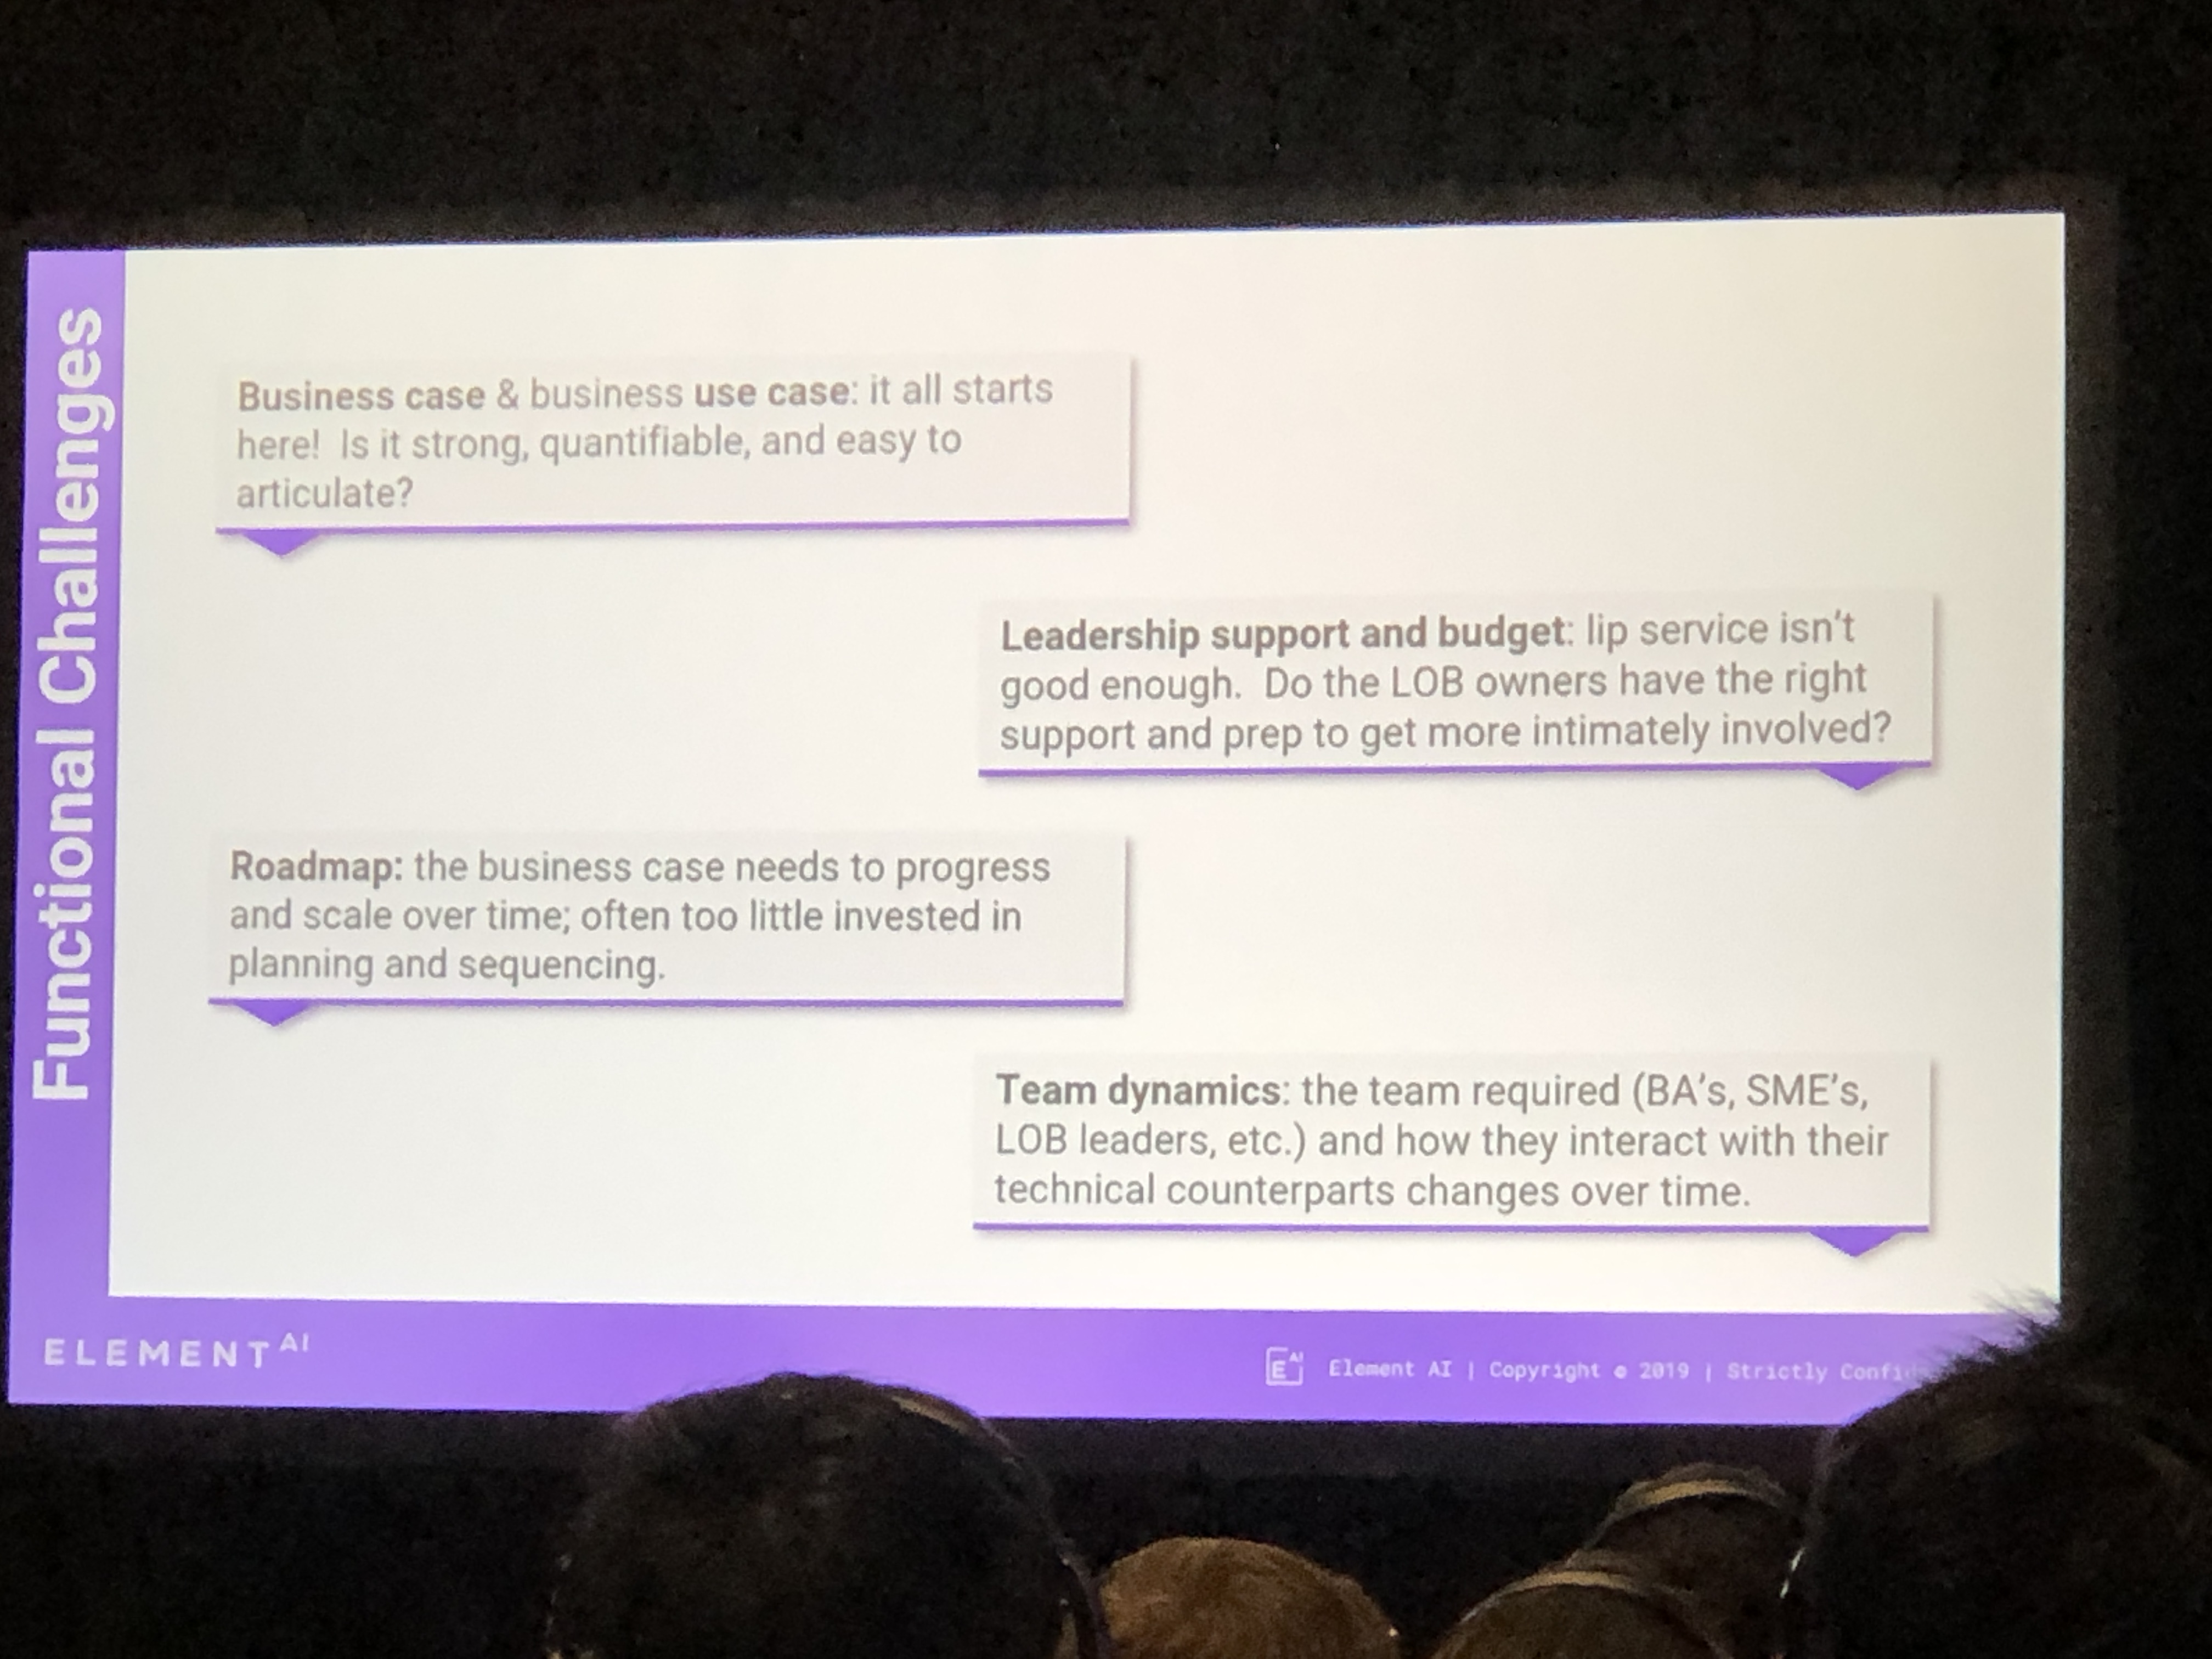 Functional Challenges
Business case & business use case: it all starts
here!  Is it strong, quantifiable, and easy to
articulate?
Leadership support and budget: lip service isn't
good enough.  Do the LOB owners have the right
support and prep to get more intimately involved?
Roadmap: the business case needs to progress
and scale over time; often too little invested in
planning and sequencing.
Team dynamics: the team required (BA's, SME's,
LOB leaders, etc.) and how they interact with their
technical counterparts changes over time.
ELEMENT AI
E AI Element AI | Copyright © 2019 | Strictly